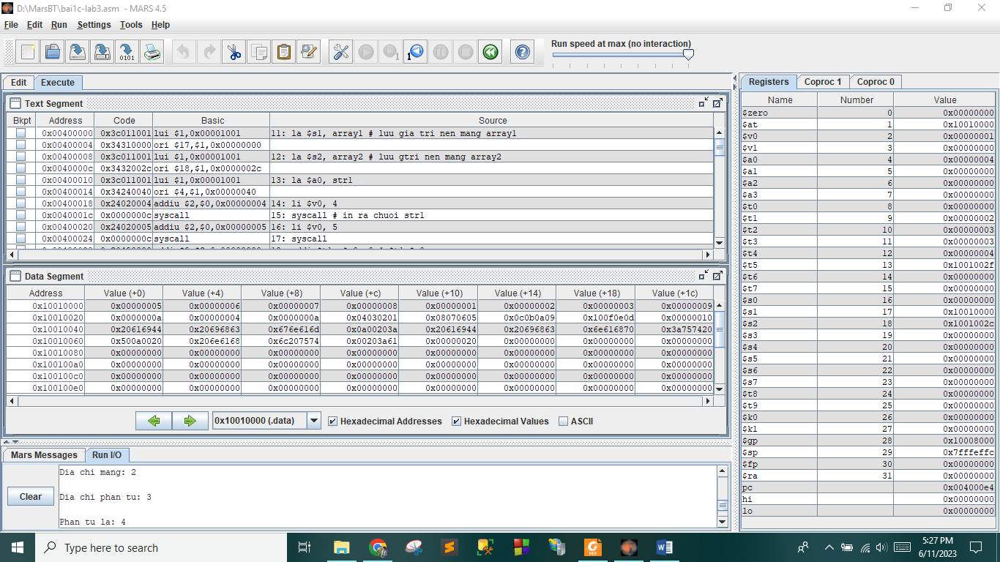 D:\MarsBT\bai1c-lab3.asm - MARS 4.5
File Edit Run Settings Tools Help
Run speed at max (no interaction)
Edit Execute
Text Segment
Bkpt Address Code Basic Source
0x00400000 0x3c011001 lui $1,0x00001001 11: la $s1, array1 # luu gia tri nen mang array1
0x00400004 0x34310000 ori $17,$1,0x00000000
0x00400008 0x3c011001 lui $1,0x00001001 12: la $s2, array2 # luu gtri nen mang array2
0x0040000c 0x3432002c ori $18,$1,0x0000002c
0x00400010 0x3c011001 lui $1,0x00001001 13: la $a0, str1
0x00400014 0x34240040 ori $4,$1,0x00000040
0x00400018 0x24020004 addiu $2,$0,0x00000004 14: li $v0, 4
0x0040001c 0x0000000c syscall 15: syscall # in ra chuoi str1
0x00400020 0x24020005 addiu $2,$0,0x00000005 16: li $v0, 5
0x00400024 0x0000000c syscall 17: syscall
Data Segment
Address Value (+0) Value (+4) Value (+8) Value (+c) Value (+10) Value (+14) Value (+18) Value (+1c)
0x10010000 0x00000005 0x00000006 0x00000007 0x00000008 0x00000001 0x00000002 0x00000003 0x00000009
0x10010020 0x0000000a 0x00000004 0x0000000a 0x04030201 0x08070605 0x0c0b0a09 0x100f0e0d 0x00000010
0x10010040 0x20616944 0x20696863 0x676e616d 0x0a00203a 0x20616944 0x20696863 0x6e616870 0x3a757420
0x10010060 0x500a0020 0x206e6168 0x6c207574 0x00203a61 0x00000020 0x00000000 0x00000000 0x00000000
0x10010080 0x00000000 0x00000000 0x00000000 0x00000000 0x00000000 0x00000000 0x00000000 0x00000000
0x100100a0 0x00000000 0x00000000 0x00000000 0x00000000 0x00000000 0x00000000 0x00000000 0x00000000
0x100100c0 0x00000000 0x00000000 0x00000000 0x00000000 0x00000000 0x00000000 0x00000000 0x00000000
0x100100e0 0x00000000 0x00000000 0x00000000 0x00000000 0x00000000 0x00000000 0x00000000 0x00000000
0x10010000 (.data) Hexadecimal Addresses Hexadecimal Values ASCII
Mars Messages Run I/O
Clear
Dia chi mang: 2
Dia chi phan tu: 3
Phan tu la: 4
Registers Coproc 1 Coproc 0
Name Number Value
$zero 0 0x00000000
$at 1 0x10010000
$v0 2 0x00000001
$v1 3 0x00000000
$a0 4 0x00000004
$a1 5 0x00000000
$a2 6 0x00000000
$a3 7 0x00000000
$t0 8 0x00000000
$t1 9 0x00000002
$t2 10 0x00000003
$t3 11 0x00000003
$t4 12 0x00000004
$t5 13 0x1001002f
$t6 14 0x00000000
$t7 15 0x00000000
$s0 16 0x00000000
$s1 17 0x10010000
$s2 18 0x1001002c
$s3 19 0x00000000
$s4 20 0x00000000
$s5 21 0x00000000
$s6 22 0x00000000
$s7 23 0x00000000
$t8 24 0x00000000
$t9 25 0x00000000
$k0 26 0x00000000
$k1 27 0x00000000
$gp 28 0x10008000
$sp 29 0x7fffeffc
$fp 30 0x00000000
$ra 31 0x00000000
pc 0x004000e4
hi 0x00000000
lo 0x00000000
Type here to search
5:27 PM
6/11/2023